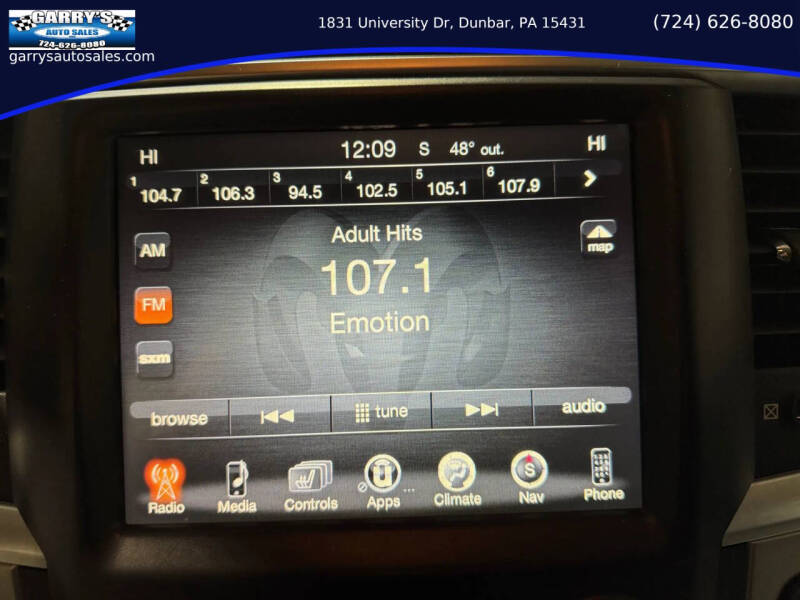 GARRY'S
AUTO SALES LLC
724-626-8080
garrysautosales.com
1831 University Dr, Dunbar, PA 15431
(724) 626-8080
HI 12:09 S 48° out. HI
1 104.7 2 106.3 3 94.5 4 102.5 5 105.1 6 107.9
Adult Hits
map
AM
107.1
FM
Emotion
sxm
browse tune audio
Radio Media Controls Apps ... Climate S Nav Phone